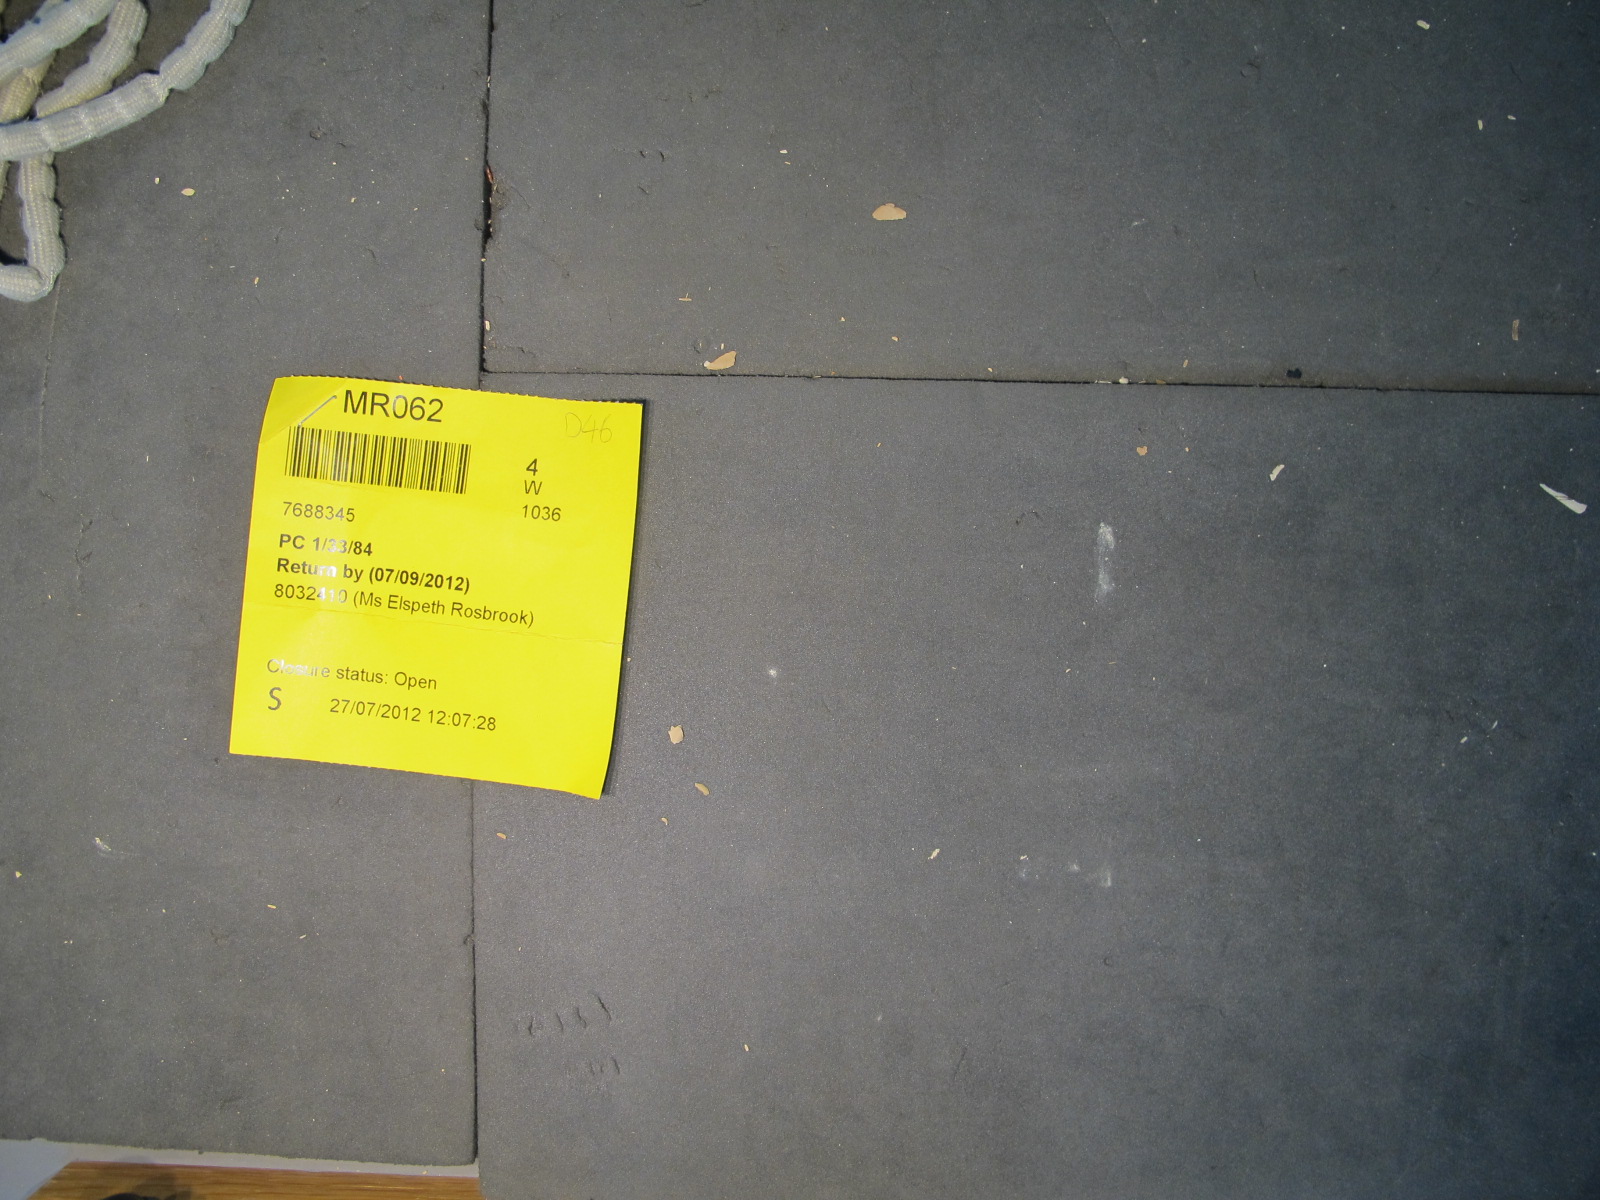 MR062
D46
4
W
7688345 1036
PC 1/33/84
Return by (07/09/2012)
8032410 (Ms Elspeth Rosbrook)
Closure status: Open
S 27/07/2012 12:07:28